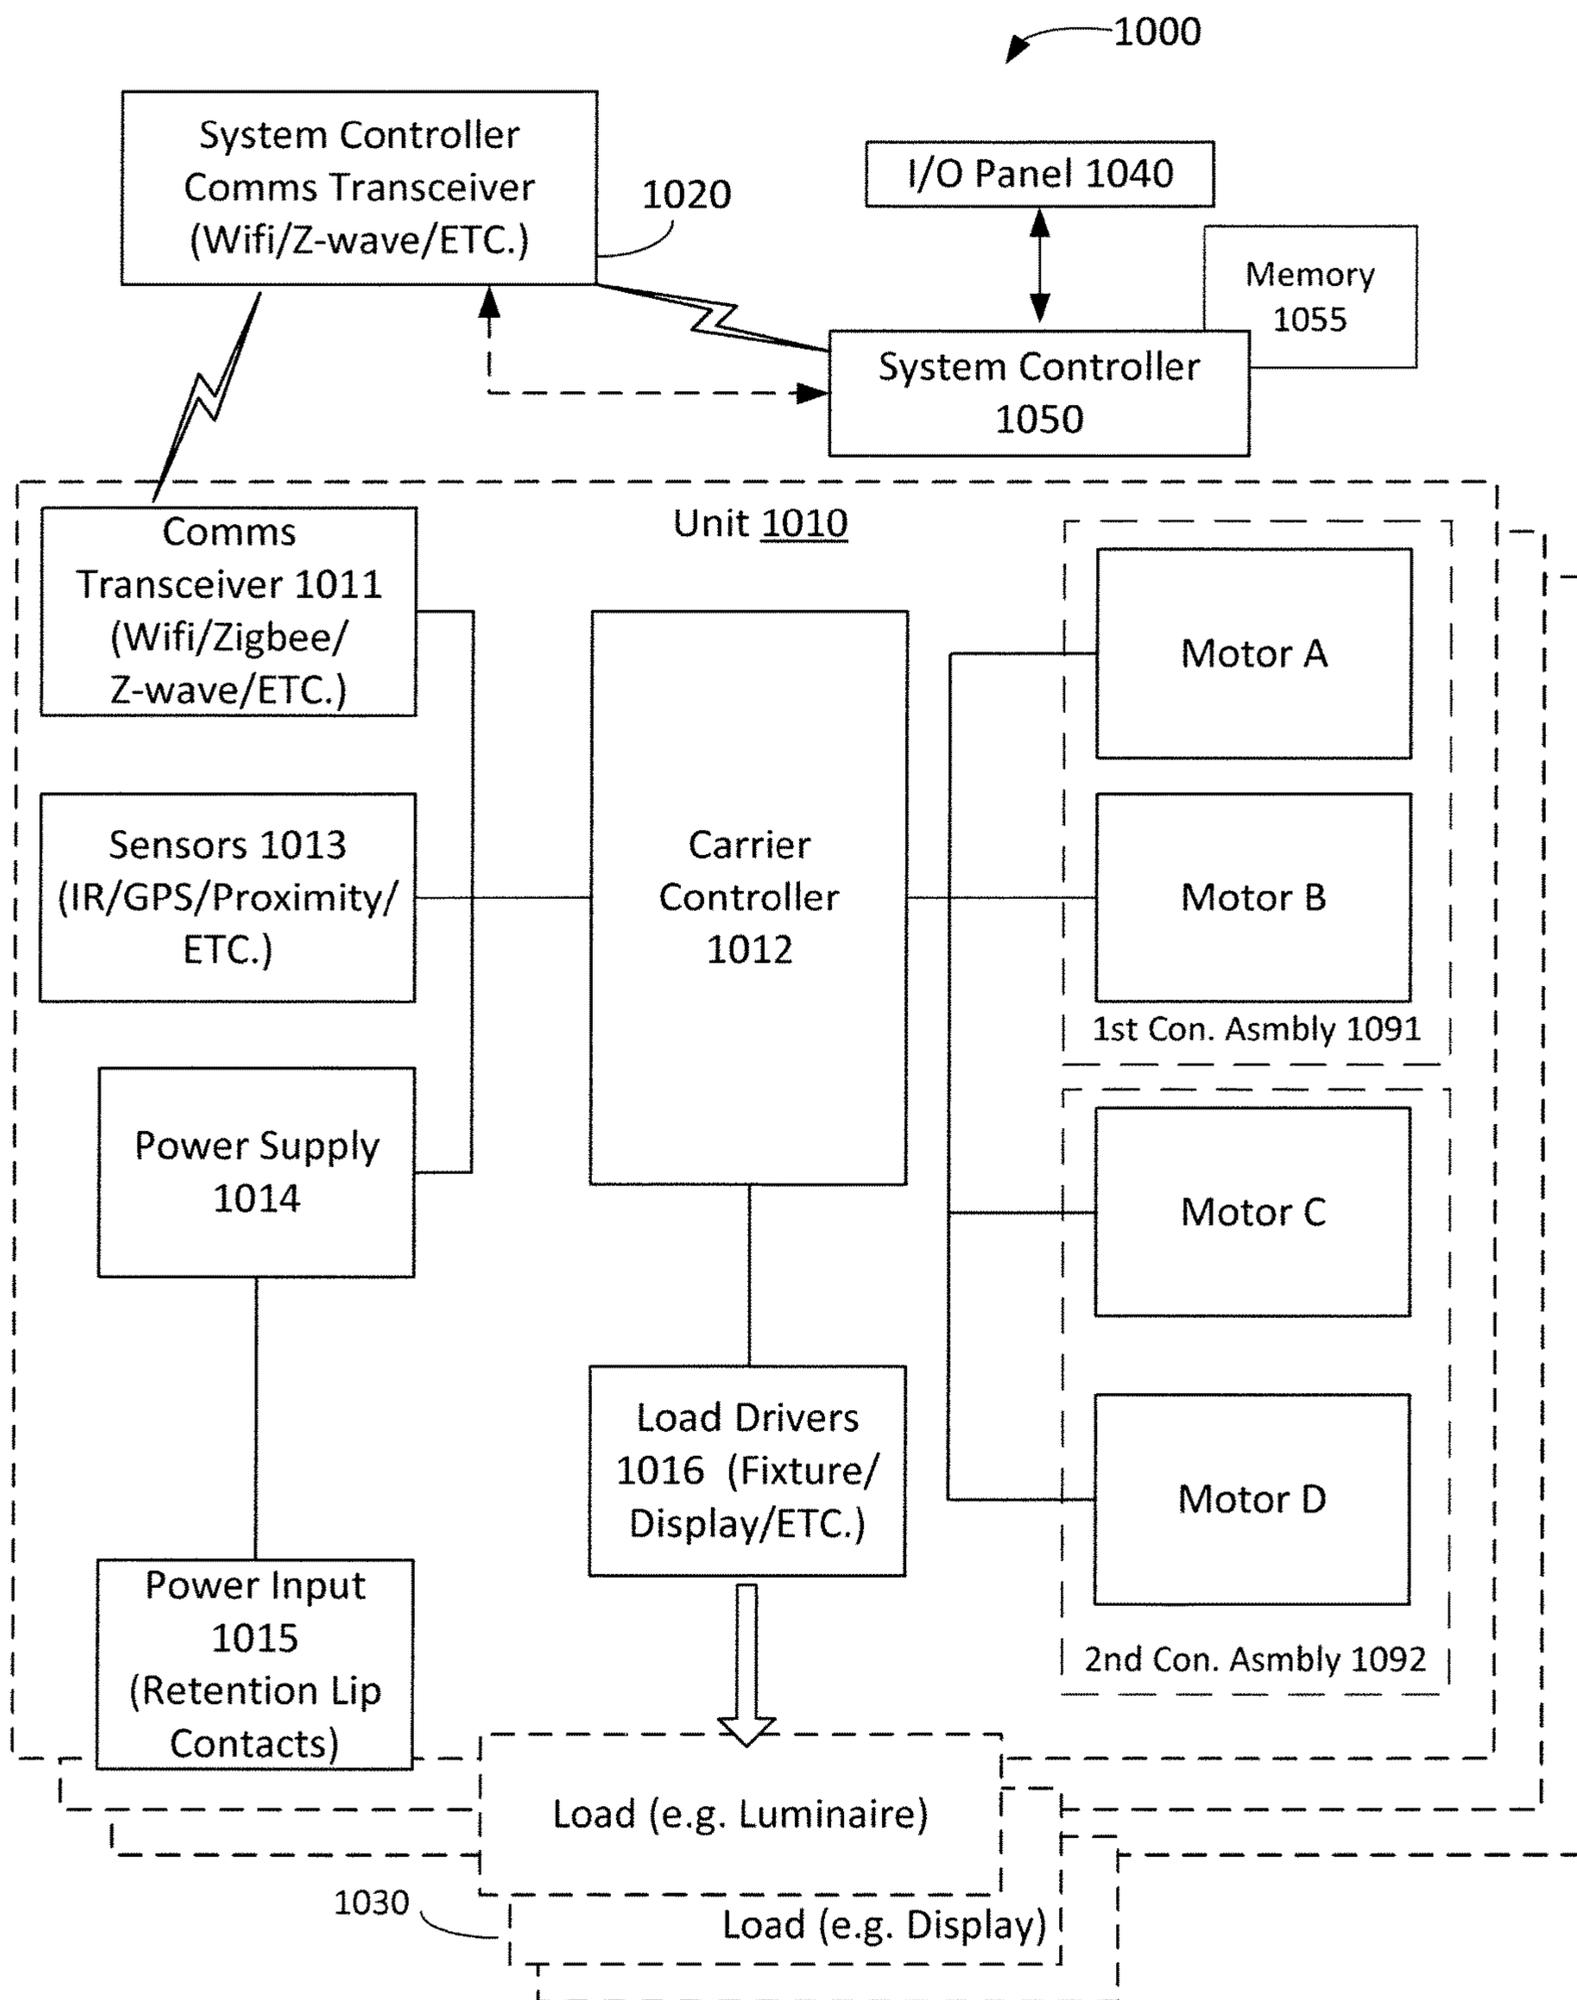 1000
System Controller
Comms Transceiver
(Wifi/Z-wave/ETC.)
1020
I/O Panel 1040
Memory
1055
System Controller
1050
Unit 1010
Comms
Transceiver 1011
(Wifi/Zigbee/
Z-wave/ETC.)
Sensors 1013
(IR/GPS/Proximity/
ETC.)
Power Supply
1014
Power Input
1015
(Retention Lip
Contacts)
Carrier
Controller
1012
Load Drivers
1016 (Fixture/
Display/ETC.)
Motor A
Motor B
1st Con. Asmbly 1091
Motor C
Motor D
2nd Con. Asmbly 1092
Load (e.g. Luminaire)
1030
Load (e.g. Display)